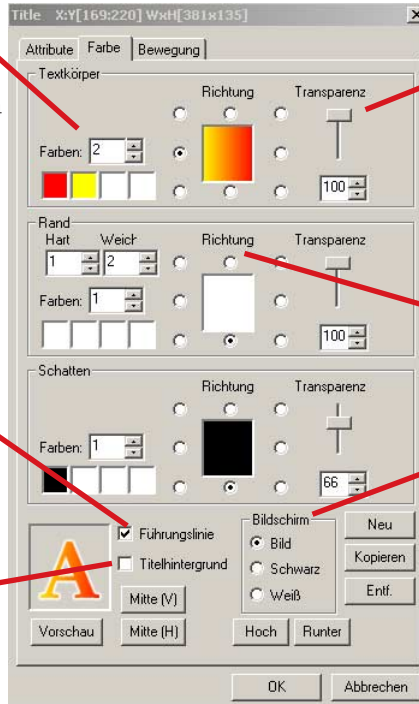 Title X:Y[169:220] WxH[381x135]
Attribute Farbe Bewegung
Textkörper
Richtung Transparenz
Farben: 2
100
Rand
Hart Weich Richtung Transparenz
1 2
Farben: 1
100
Schatten
Richtung Transparenz
Farben: 1
66
Führungslinie
Titelhintergrund
Mitte (V)
Vorschau Mitte (H)
Bildschirm
Bild
Schwarz
Weiß
Neu
Kopieren
Entf.
Hoch Runter
OK Abbrechen